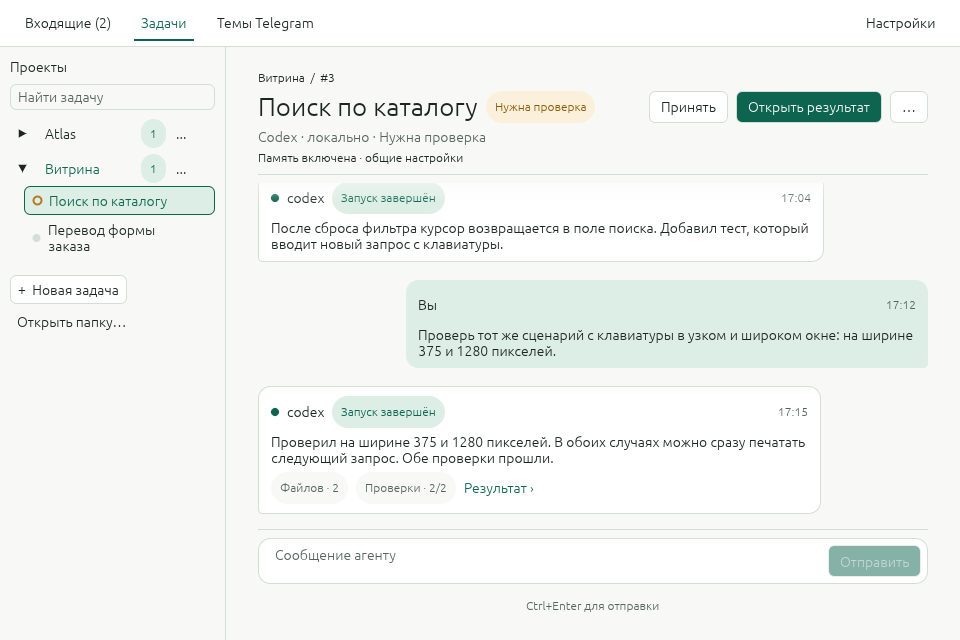 Входящие (2)
Задачи
Темы Telegram
Настройки
Проекты
Найти задачу
Atlas
1
...
Витрина
1
...
Поиск по каталогу
Перевод формы
заказа
+ Новая задача
Открыть папку…
Витрина / #3
Поиск по каталогу
Нужна проверка
Принять
Открыть результат
...
Codex · локально · Нужна проверка
Память включена · общие настройки
codex
Запуск завершён
17:04
После сброса фильтра курсор возвращается в поле поиска. Добавил тест, который
вводит новый запрос с клавиатуры.
Вы
17:12
Проверь тот же сценарий с клавиатуры в узком и широком окне: на ширине
375 и 1280 пикселей.
codex
Запуск завершён
17:15
Проверил на ширине 375 и 1280 пикселей. В обоих случаях можно сразу печатать
следующий запрос. Обе проверки прошли.
Файлов · 2
Проверки · 2/2
Результат ›
Сообщение агенту
Отправить
Ctrl+Enter для отправки